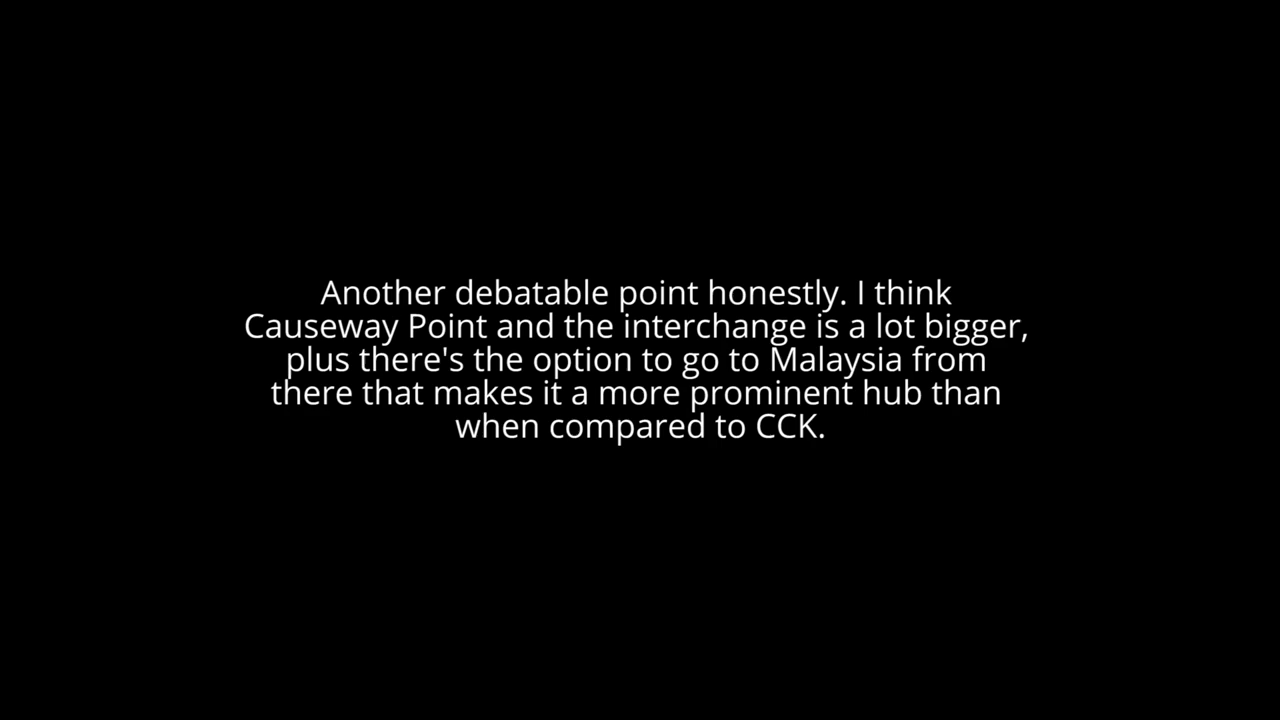 Another debatable point honestly. I think
Causeway Point and the interchange is a lot bigger,
plus there's the option to go to Malaysia from
there that makes it a more prominent hub than
when compared to CCK.